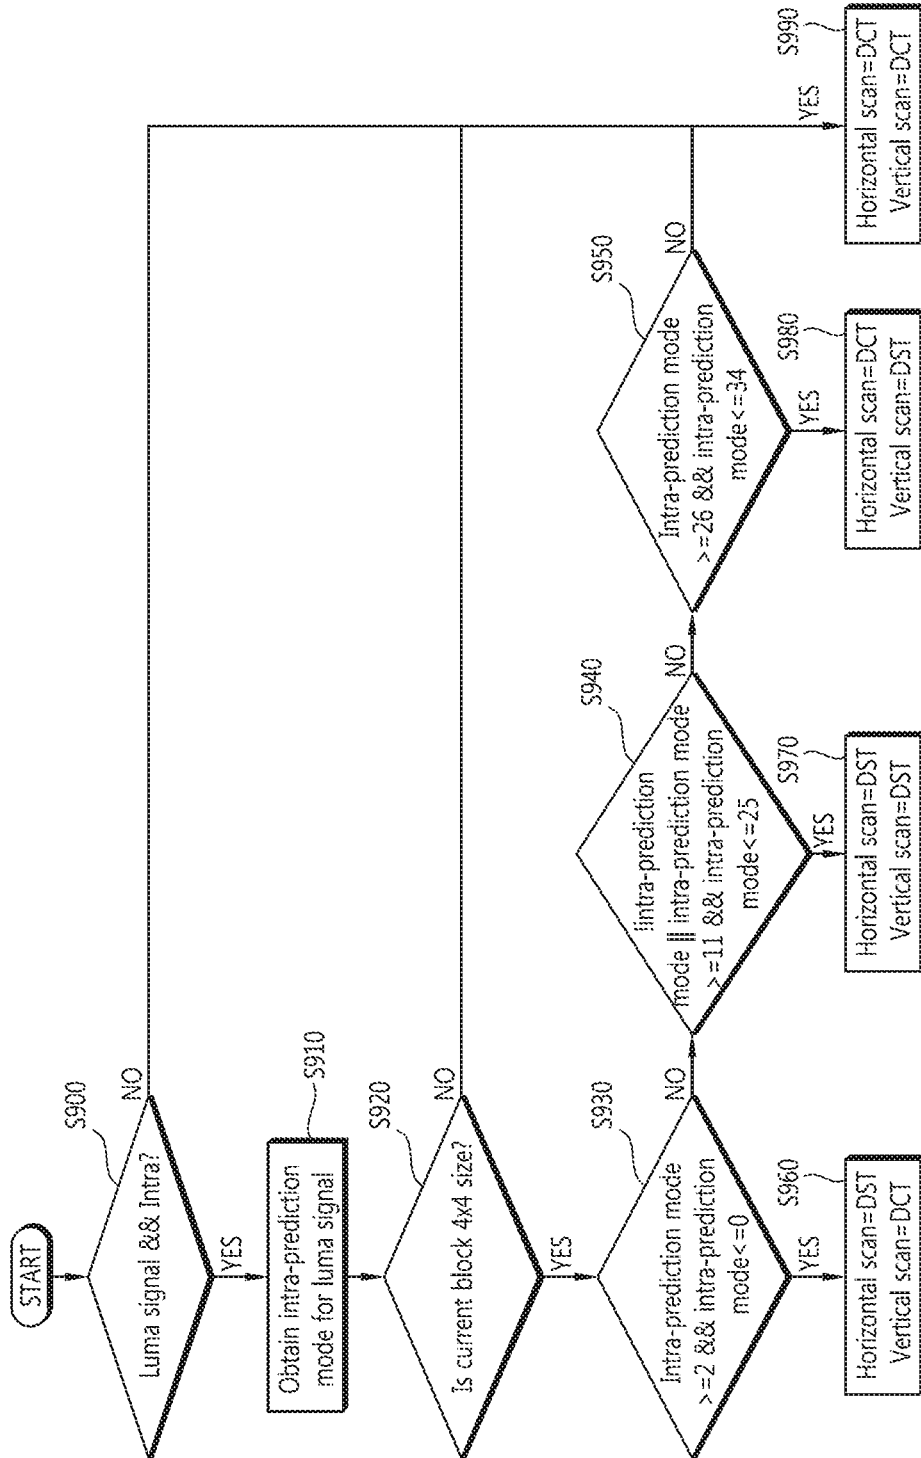 START
S900
Luma signal && Intra?
NO
YES
S910
Obtain intra-prediction
mode for luma signal
S920
Is current block 4x4 size?
NO
YES
S930
Intra-prediction mode
>=2 && intra-prediction
mode<=0
NO
YES
S940
!intra-prediction
mode || intra-prediction mode
>=11 && intra-prediction
mode<=25
NO
YES
S950
Intra-prediction mode
>=26 && intra-prediction
mode<=34
NO
YES
YES
S960
Horizontal scan=DST
Vertical scan=DCT
S970
Horizontal scan=DST
Vertical scan=DST
S980
Horizontal scan=DCT
Vertical scan=DST
S990
Horizontal scan=DCT
Vertical scan=DCT